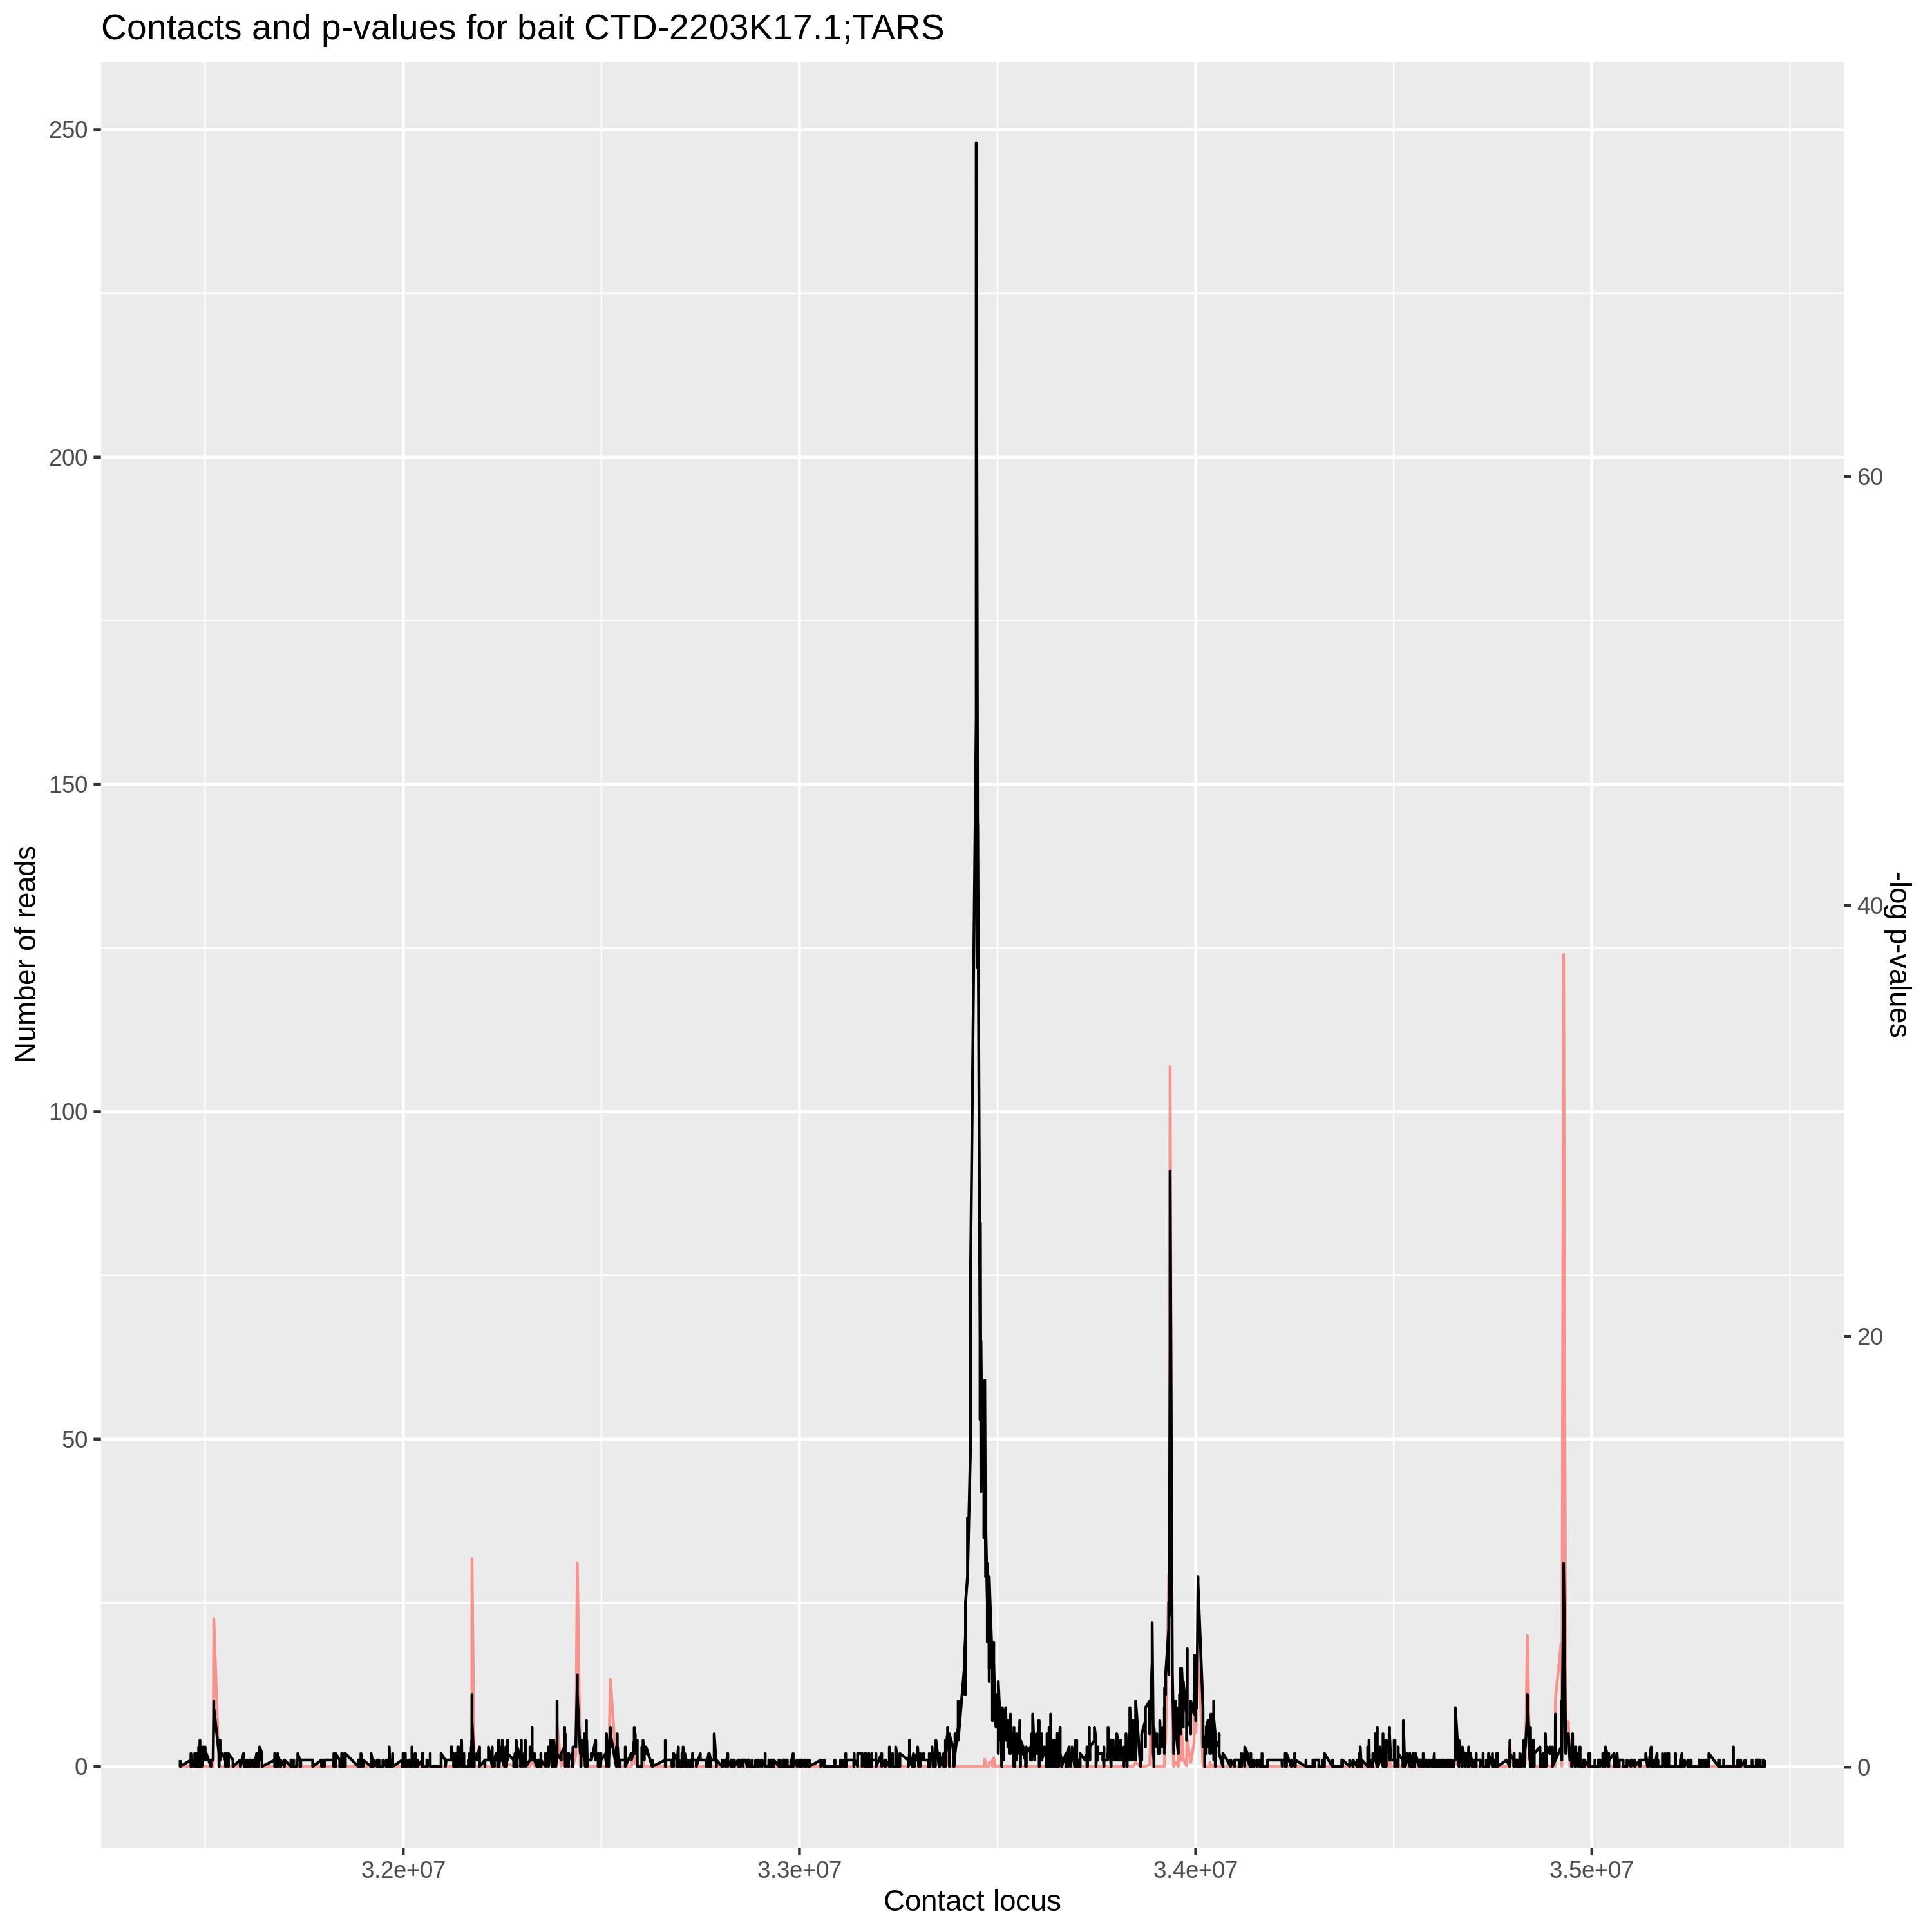 Contacts and p-values for bait CTD-2203K17.1;TARS
250
200
150
100
50
0
Number of reads
60
40
20
0
-log p-values
3.2e+07
3.3e+07
3.4e+07
3.5e+07
Contact locus